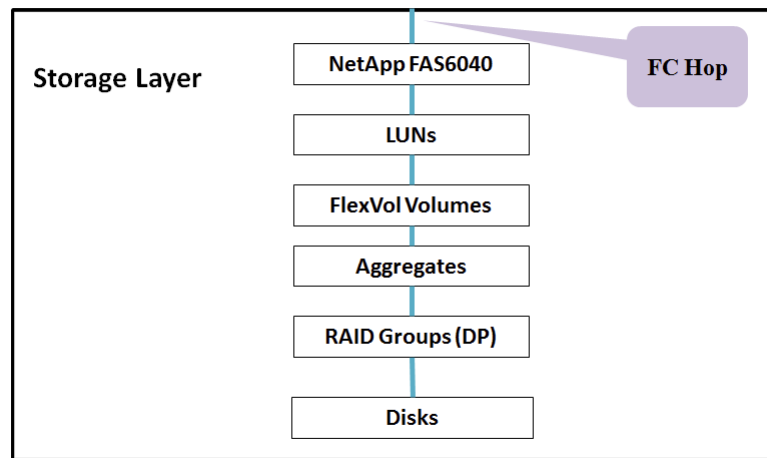 Storage Layer
NetApp FAS6040
FC Hop
LUNs
FlexVol Volumes
Aggregates
RAID Groups (DP)
Disks